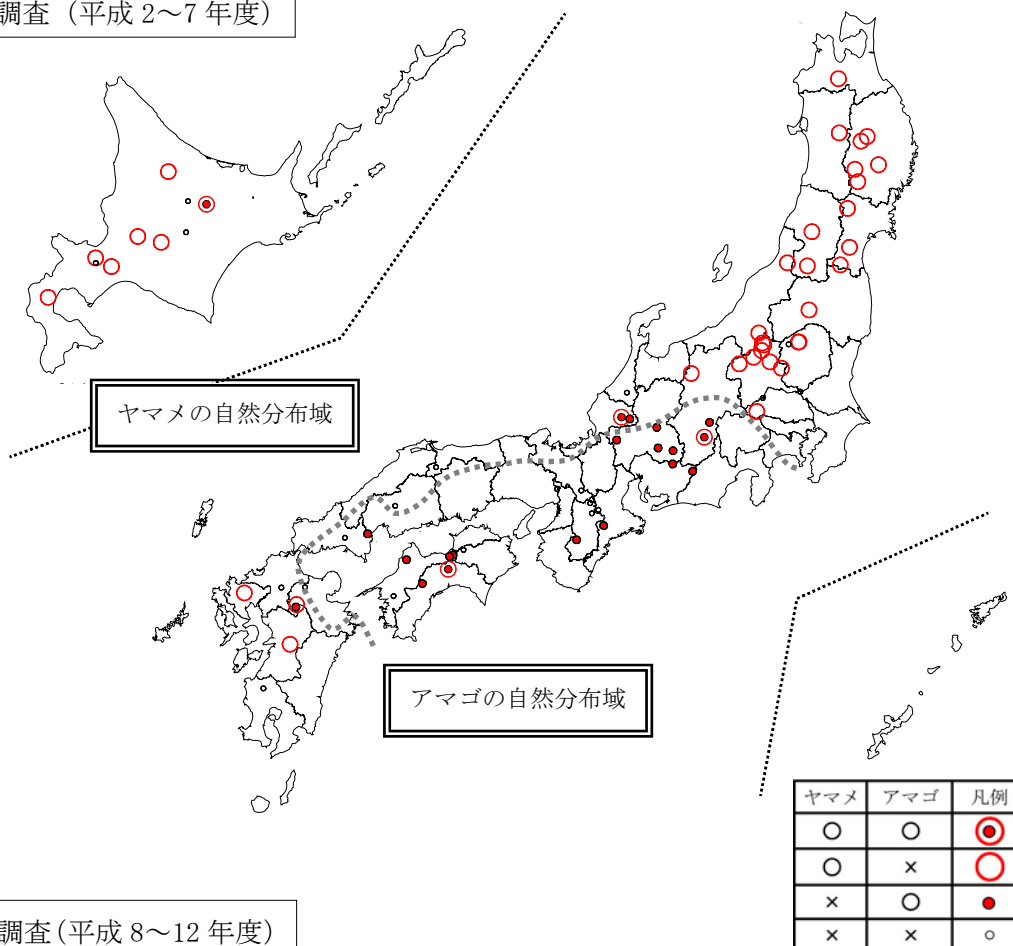 調査（平成 2～7 年度）
ヤマメの自然分布域
アマゴの自然分布域
ヤマメ アマゴ 凡例
○ ○
○ ×
× ○
× ×
調査（平成 8～12 年度）